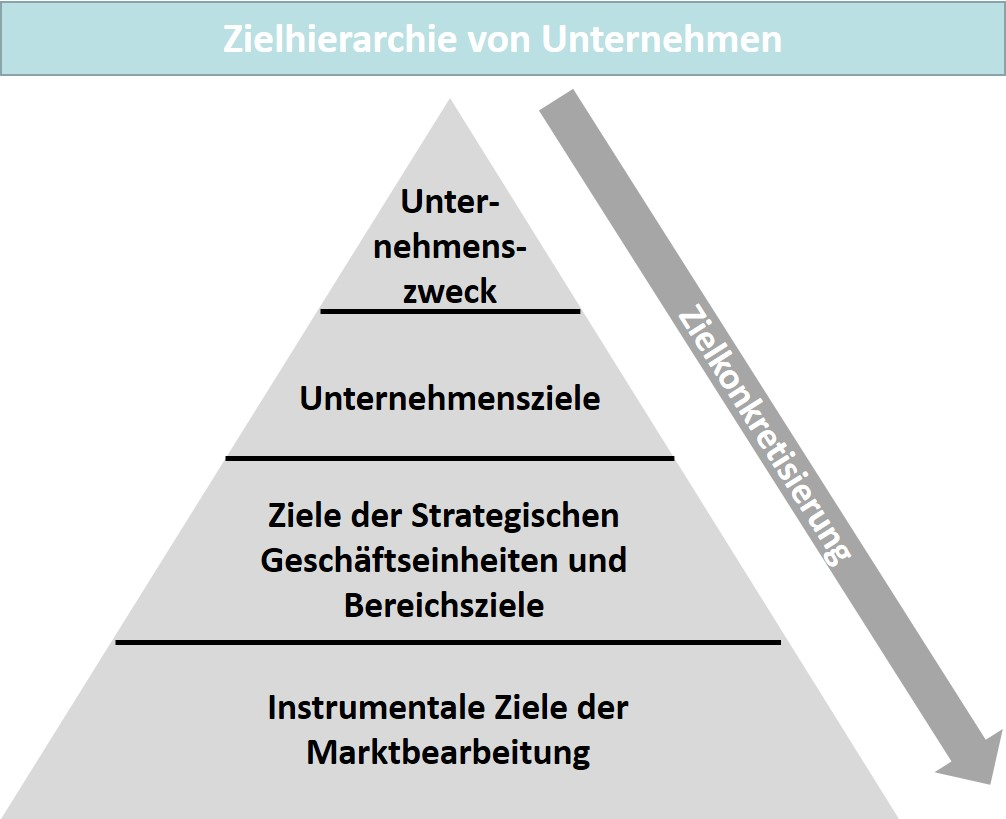 Zielhierarchie von Unternehmen
Unter-
nehmens-
zweck
Unternehmensziele
Ziele der Strategischen
Geschäftseinheiten und
Bereichsziele
Instrumentale Ziele der
Marktbearbeitung
Zielkonkretisierung